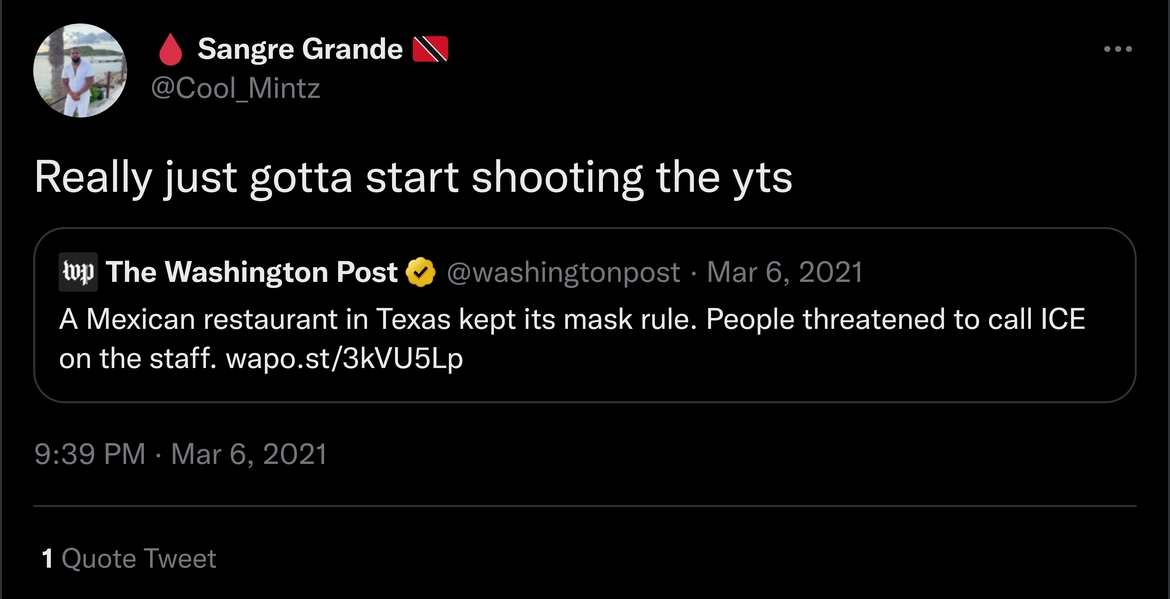 Sangre Grande
@Cool_Mintz
Really just gotta start shooting the yts
wp The Washington Post @washingtonpost · Mar 6, 2021
A Mexican restaurant in Texas kept its mask rule. People threatened to call ICE
on the staff. wapo.st/3kVU5Lp
9:39 PM · Mar 6, 2021
1 Quote Tweet